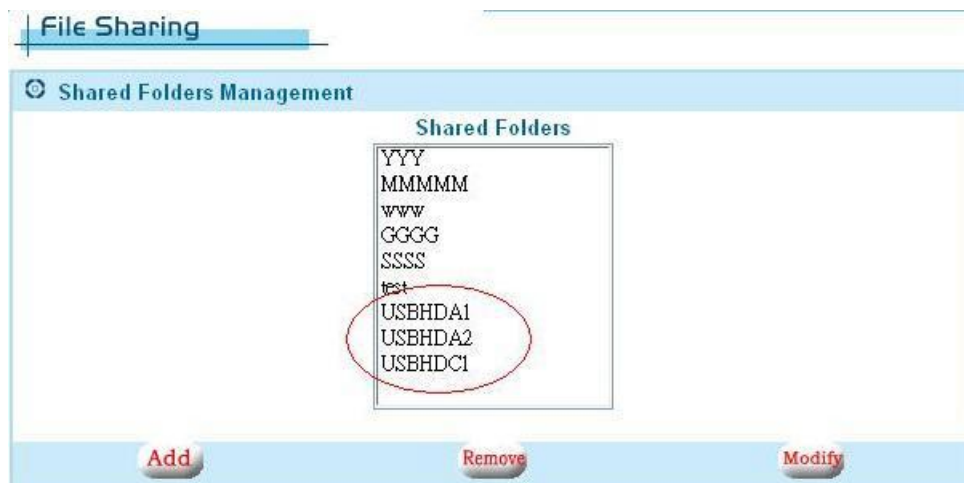 File Sharing
Shared Folders Management
Shared Folders
YYY
MMMMM
www
GGGG
SSSS
test
USBHDA1
USBHDA2
USBHDC1
Add
Remove
Modify